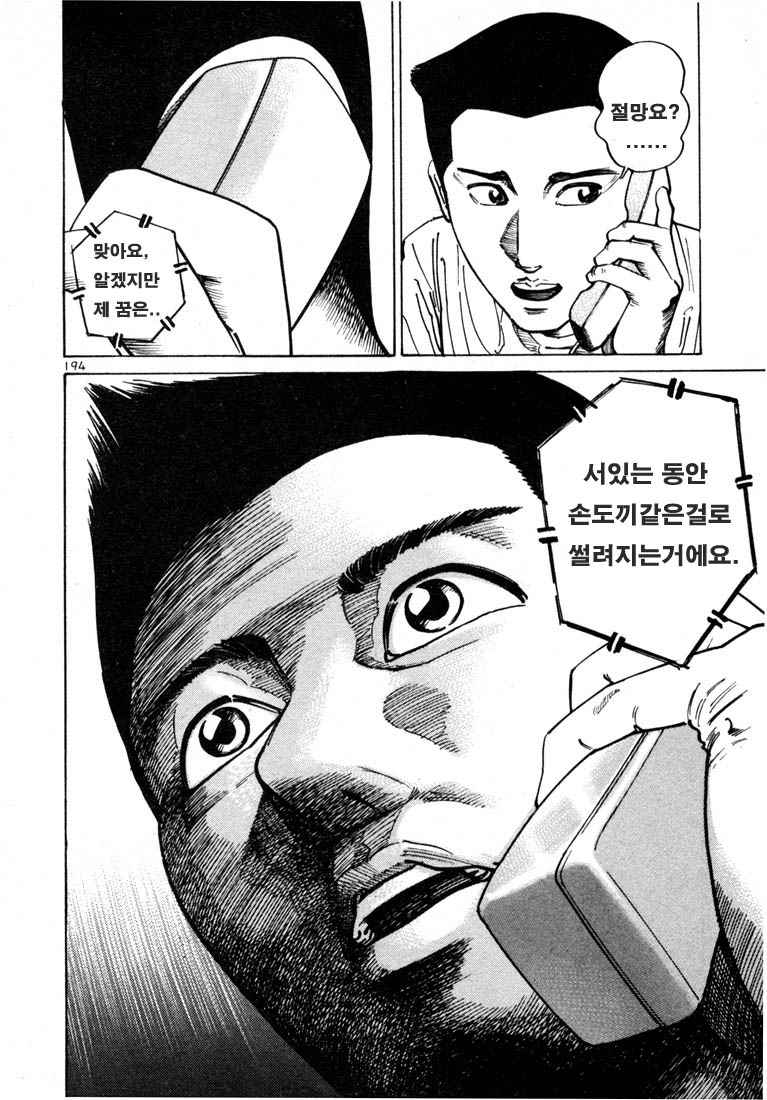 절망요?
......
맞아요,
알겠지만
제 꿈은..
194
서있는 동안
손도끼같은걸로
썰려지는거에요.